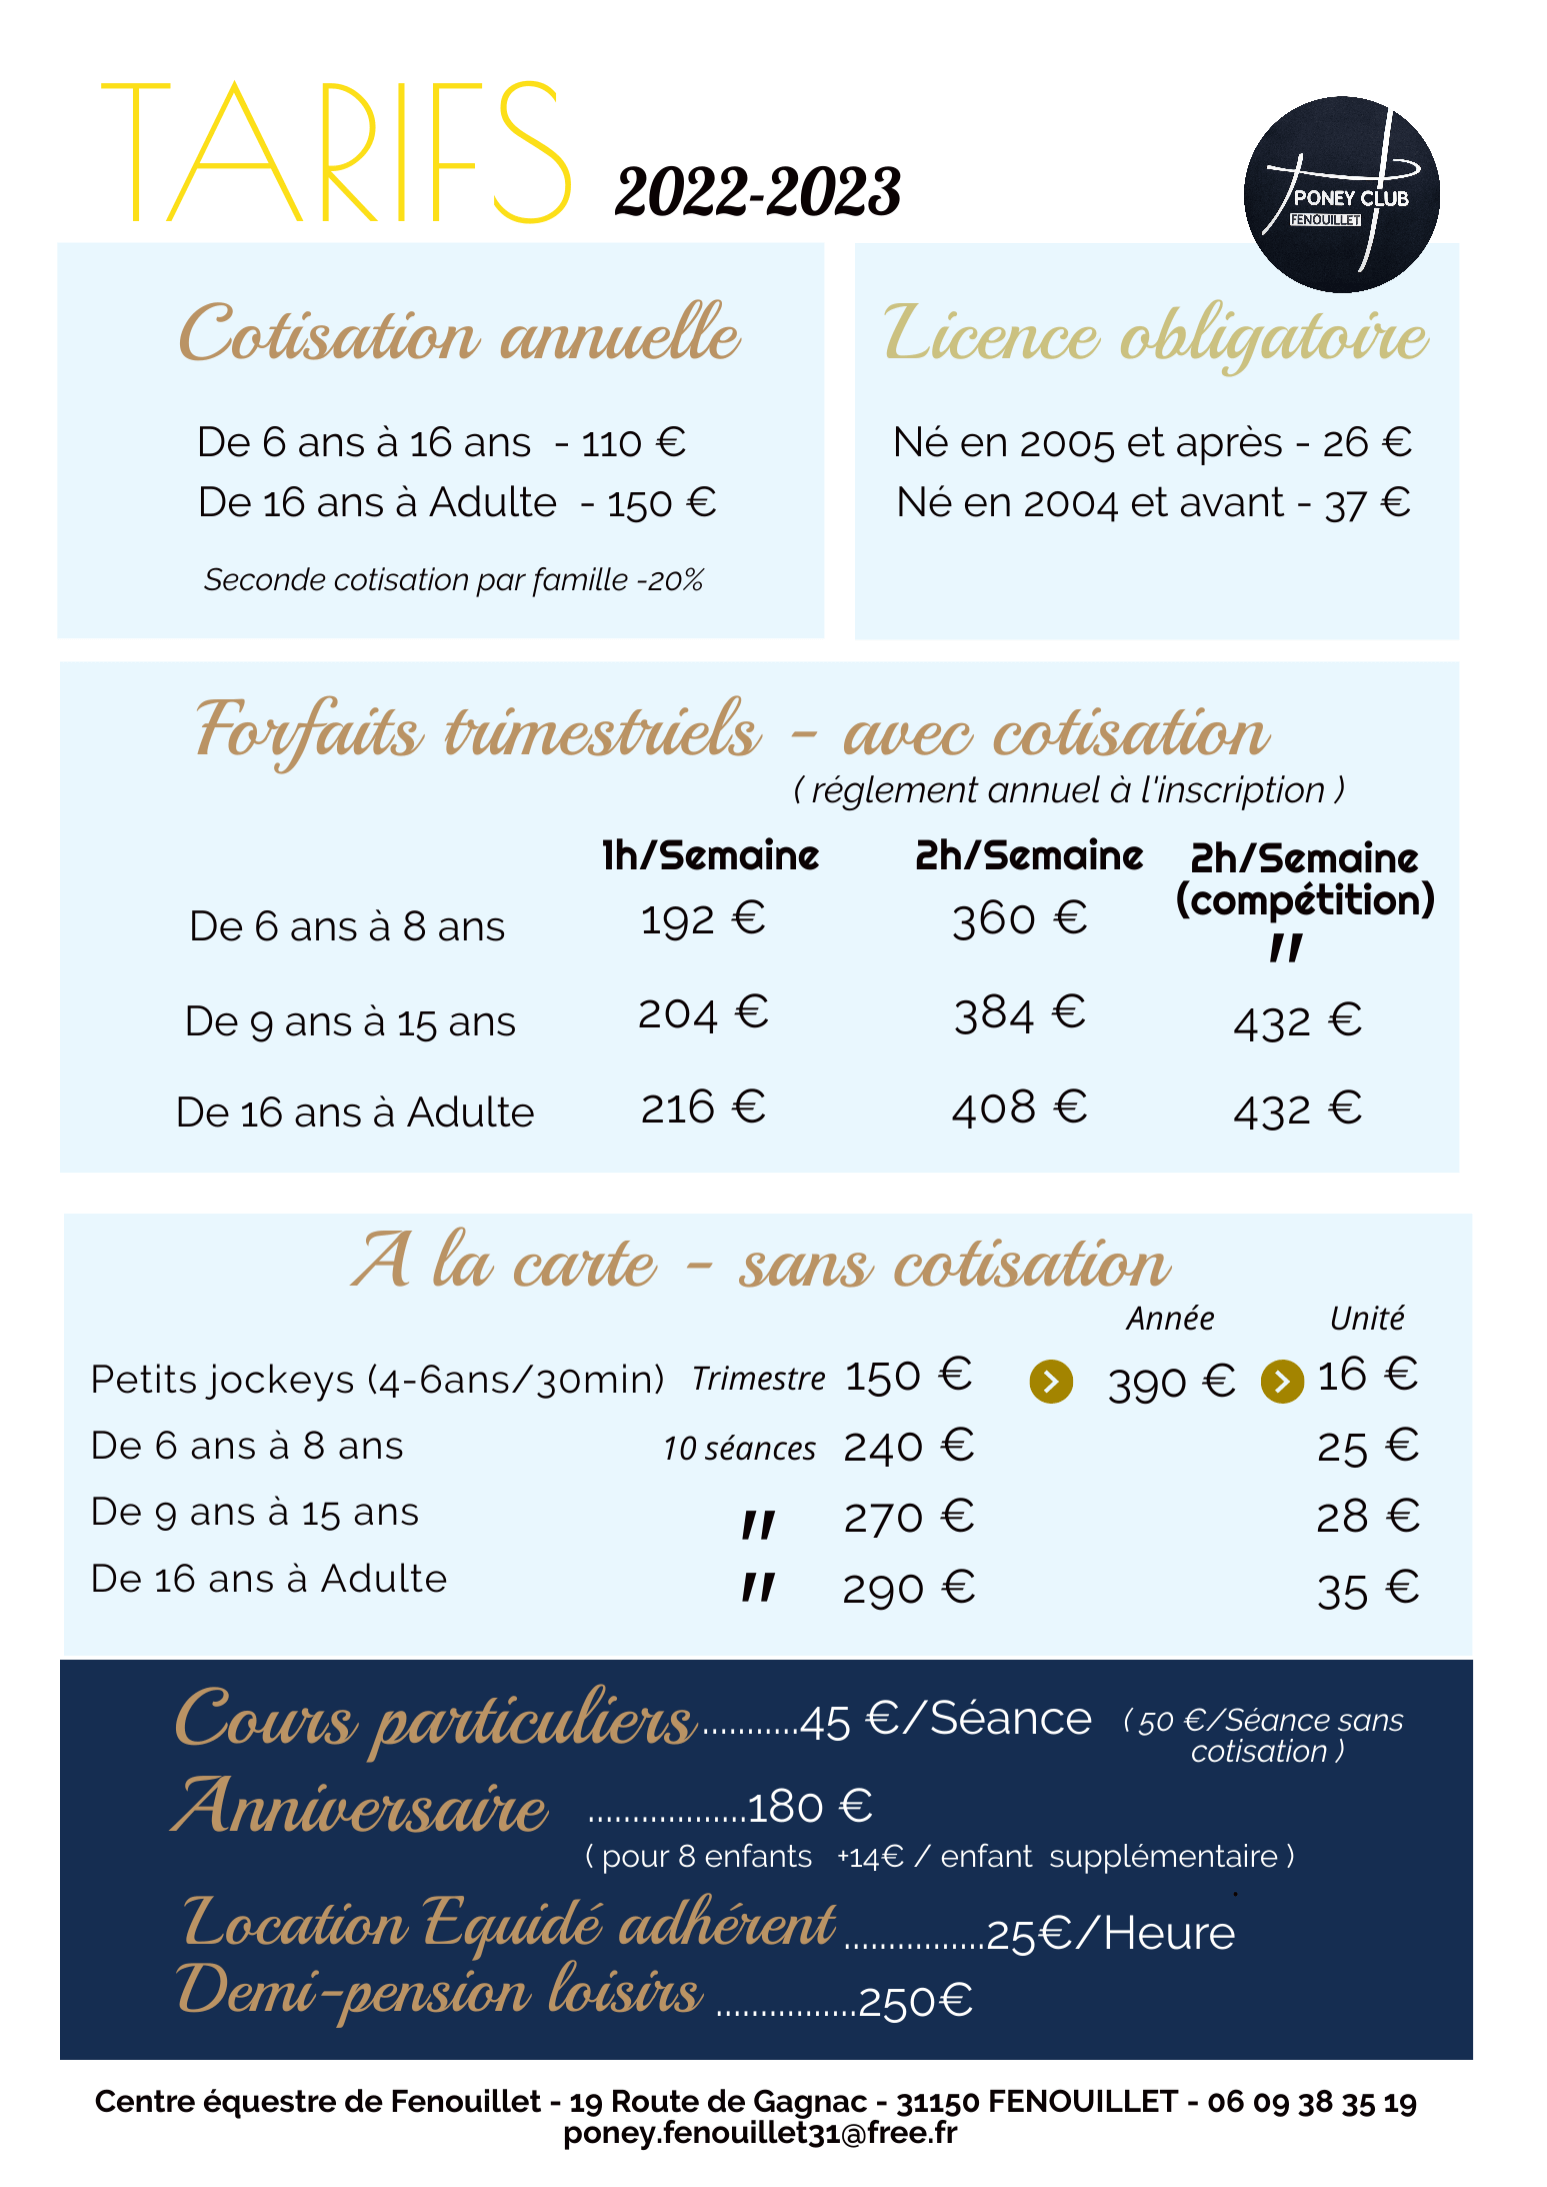 TARIFS 2022-2023
PONEY CLUB
FENOUILLET
Cotisation annuelle
De 6 ans à 16 ans - 110 €
De 16 ans à Adulte - 150 €
Seconde cotisation par famille -20%
Licence obligatoire
Né en 2005 et après - 26 €
Né en 2004 et avant - 37 €
Forfaits trimestriels - avec cotisation
( réglement annuel à l'inscription )
1h/Semaine 2h/Semaine 2h/Semaine
(compétition)
De 6 ans à 8 ans 192 € 360 € "
De 9 ans à 15 ans 204 € 384 € 432 €
De 16 ans à Adulte 216 € 408 € 432 €
A la carte - sans cotisation
Année Unité
Petits jockeys (4-6ans/30min) Trimestre 150 € > 390 € > 16 €
De 6 ans à 8 ans 10 séances 240 € 25 €
De 9 ans à 15 ans " 270 € 28 €
De 16 ans à Adulte " 290 € 35 €
Cours particuliers...........45 €/Séance ( 50 €/Séance sans
cotisation )
Anniversaire ..................180 €
( pour 8 enfants +14€ / enfant supplémentaire )
Location Equidé adhérent ................25€/Heure
Demi-pension loisirs ................250€
Centre équestre de Fenouillet - 19 Route de Gagnac - 31150 FENOUILLET - 06 09 38 35 19
poney.fenouillet31@free.fr